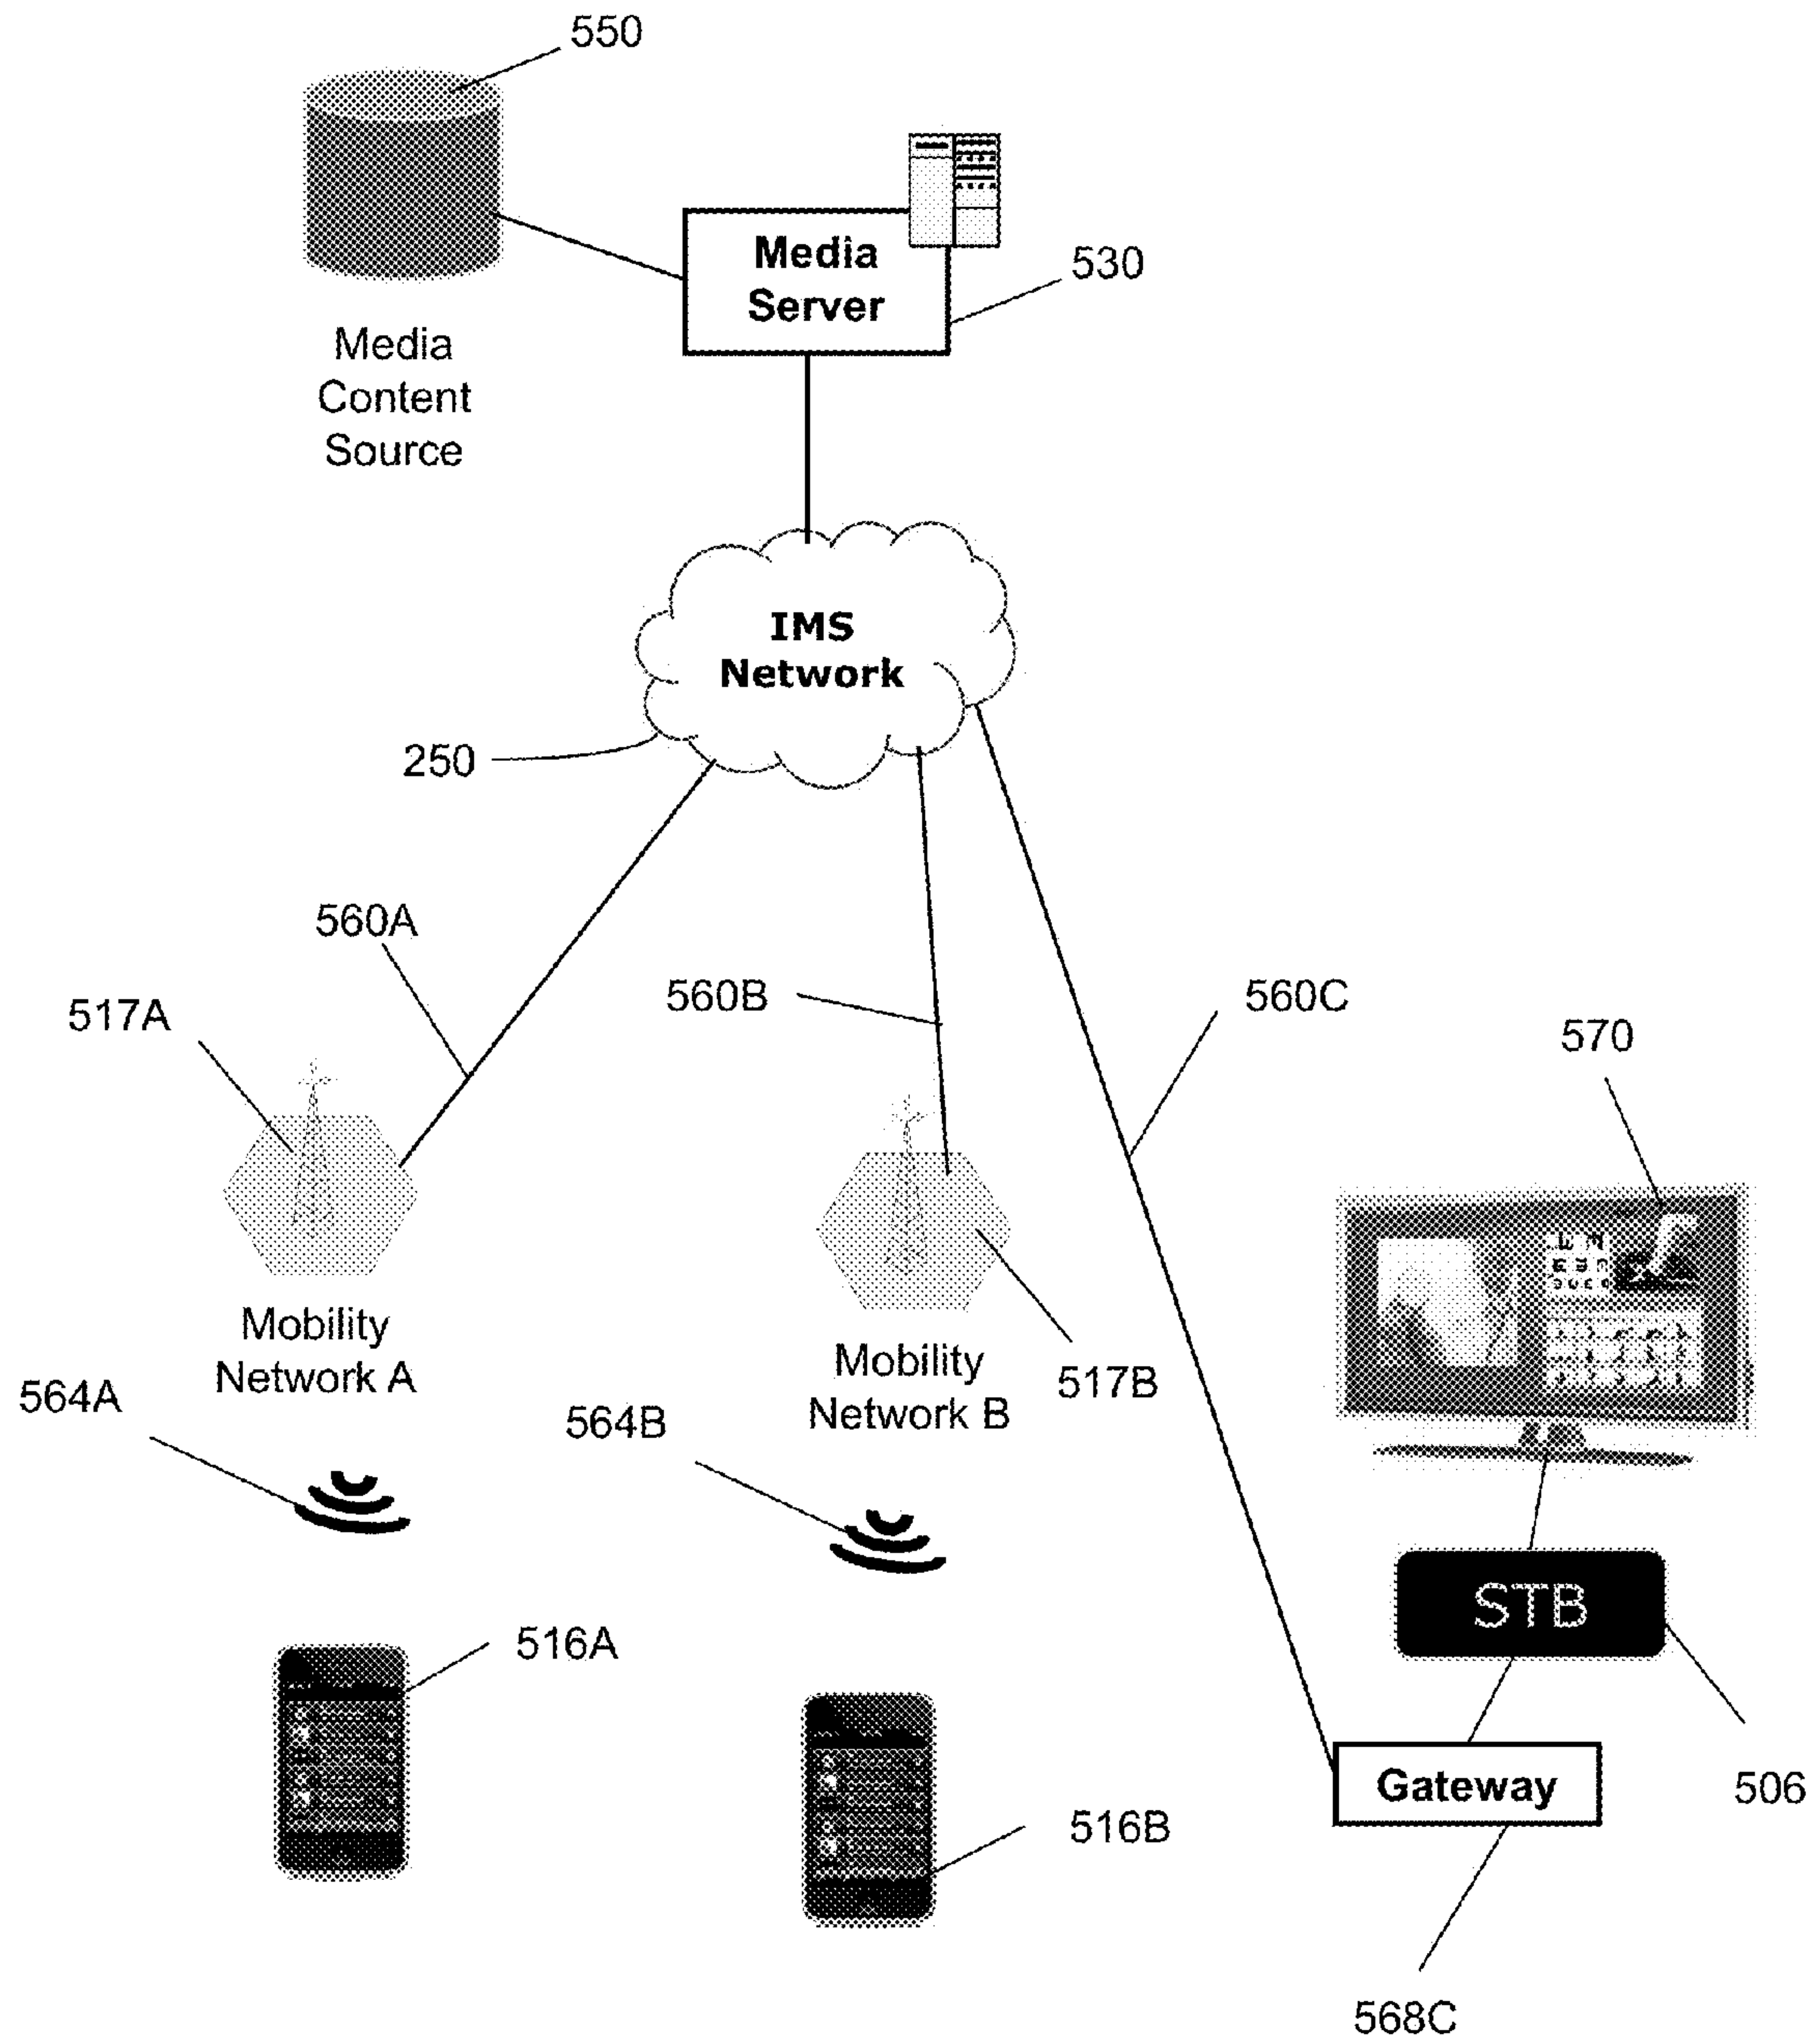 550
Media
Server
530
Media
Content
Source
IMS
Network
250
560A
560B
560C
517A
570
Mobility
Network A
Mobility
Network B
517B
564A
564B
STB
516A
Gateway
506
516B
568C